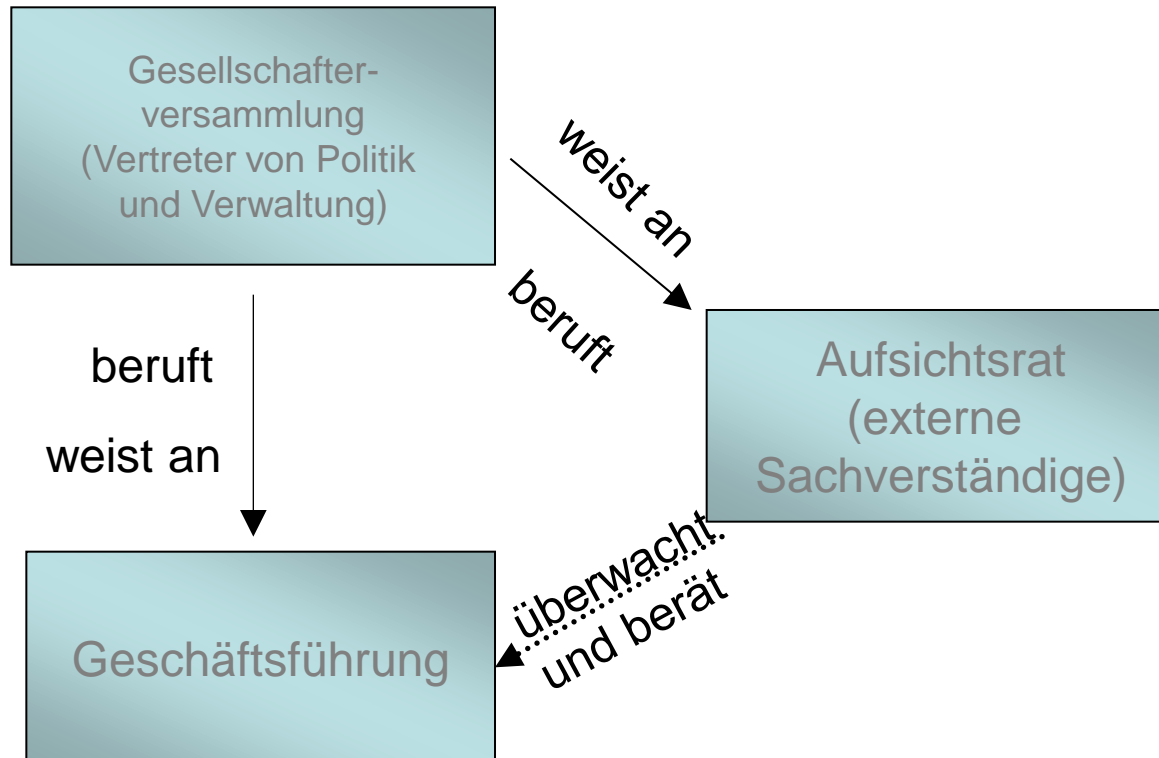 Gesellschafter-
versammlung
(Vertreter von Politik
und Verwaltung)
weist an
beruft
beruft
weist an
Aufsichtsrat
(externe
Sachverständige)
überwacht
und berät
Geschäftsführung